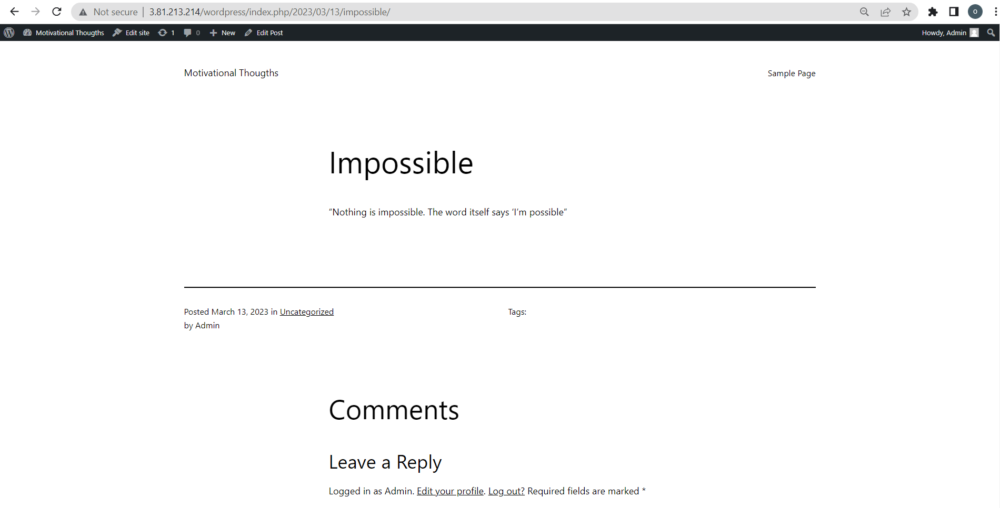 Not secure | 3.81.213.214/wordpress/index.php/2023/03/13/impossible/ O
Motivational Thougths Edit site 1 0 New Edit Post Howdy, Admin
Motivational Thougths Sample Page
Impossible
“Nothing is impossible. The word itself says ‘I’m possible”
Posted March 13, 2023 in Uncategorized Tags:
by Admin
Comments
Leave a Reply
Logged in as Admin. Edit your profile. Log out? Required fields are marked *